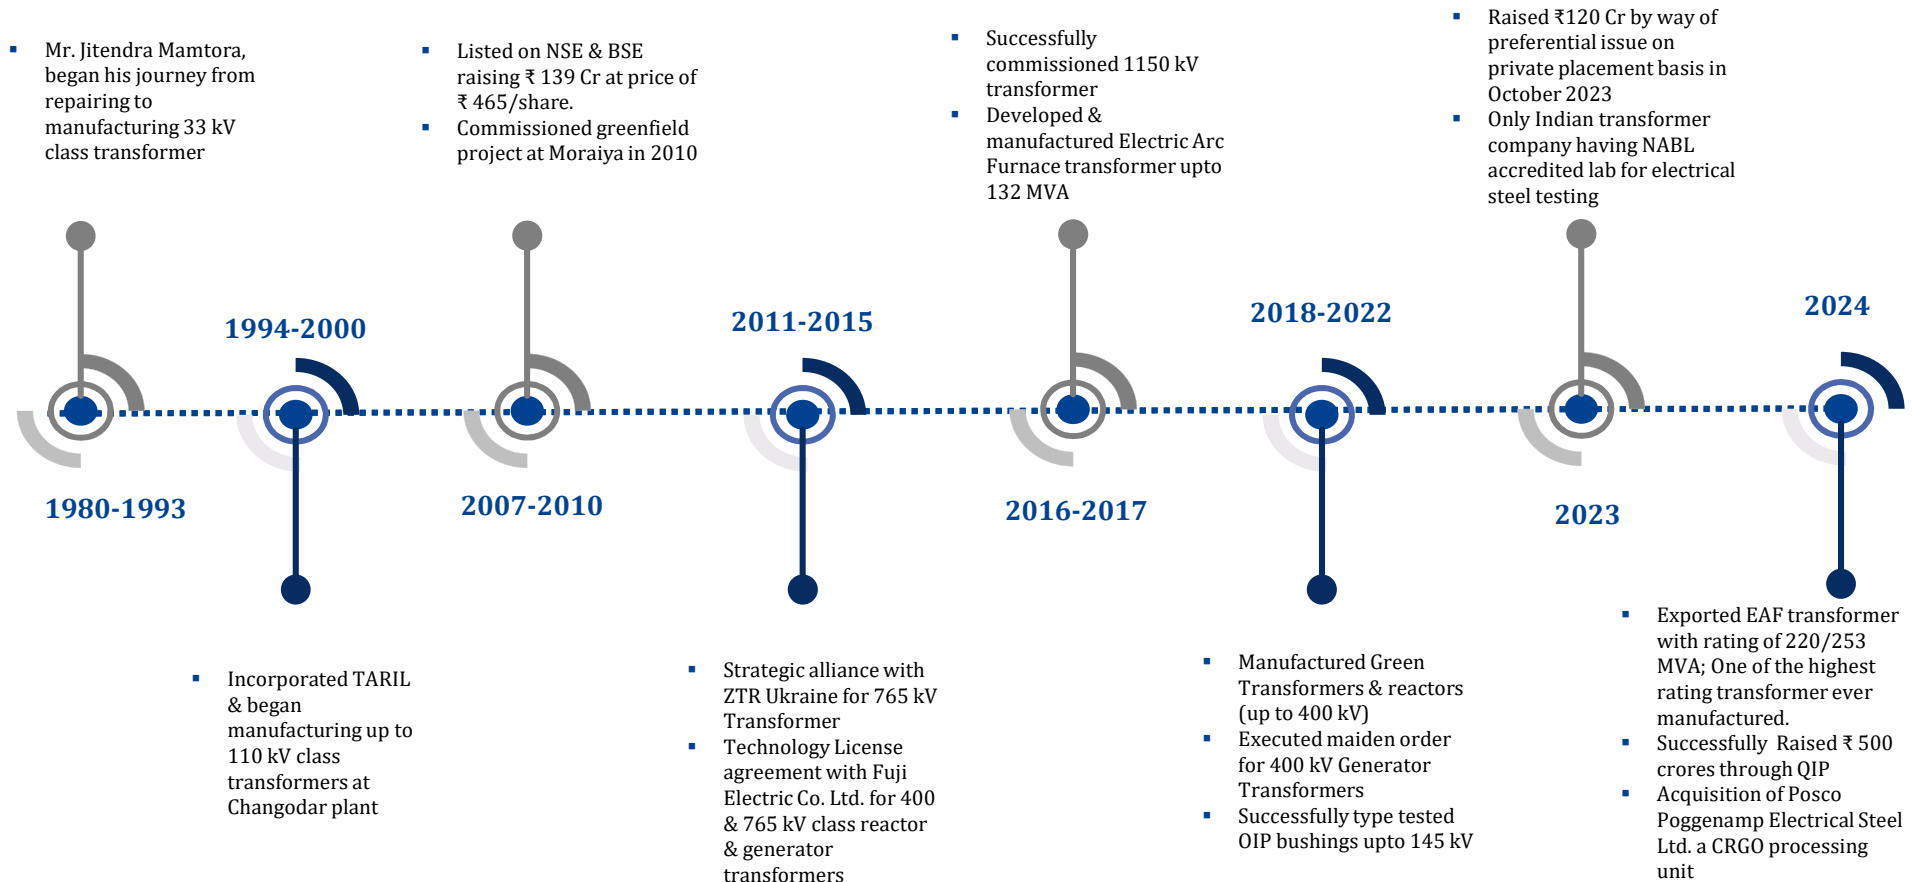 Mr. Jitendra Mamtora,
began his journey from
repairing to
manufacturing 33 kV
class transformer
1980-1993
1994-2000
Incorporated TARIL
& began
manufacturing up to
110 kV class
transformers at
Changodar plant
Listed on NSE & BSE
raising ₹ 139 Cr at price of
₹ 465/share.
Commissioned greenfield
project at Moraiya in 2010
2007-2010
2011-2015
Strategic alliance with
ZTR Ukraine for 765 kV
Transformer
Technology License
agreement with Fuji
Electric Co. Ltd. for 400
& 765 kV class reactor
& generator
transformers
Successfully
commissioned 1150 kV
transformer
Developed &
manufactured Electric Arc
Furnace transformer upto
132 MVA
2016-2017
2018-2022
Manufactured Green
Transformers & reactors
(up to 400 kV)
Executed maiden order
for 400 kV Generator
Transformers
Successfully type tested
OIP bushings upto 145 kV
Raised ₹120 Cr by way of
preferential issue on
private placement basis in
October 2023
Only Indian transformer
company having NABL
accredited lab for electrical
steel testing
2023
2024
Exported EAF transformer
with rating of 220/253
MVA; One of the highest
rating transformer ever
manufactured.
Successfully Raised ₹ 500
crores through QIP
Acquisition of Posco
Poggenamp Electrical Steel
Ltd. a CRGO processing
unit